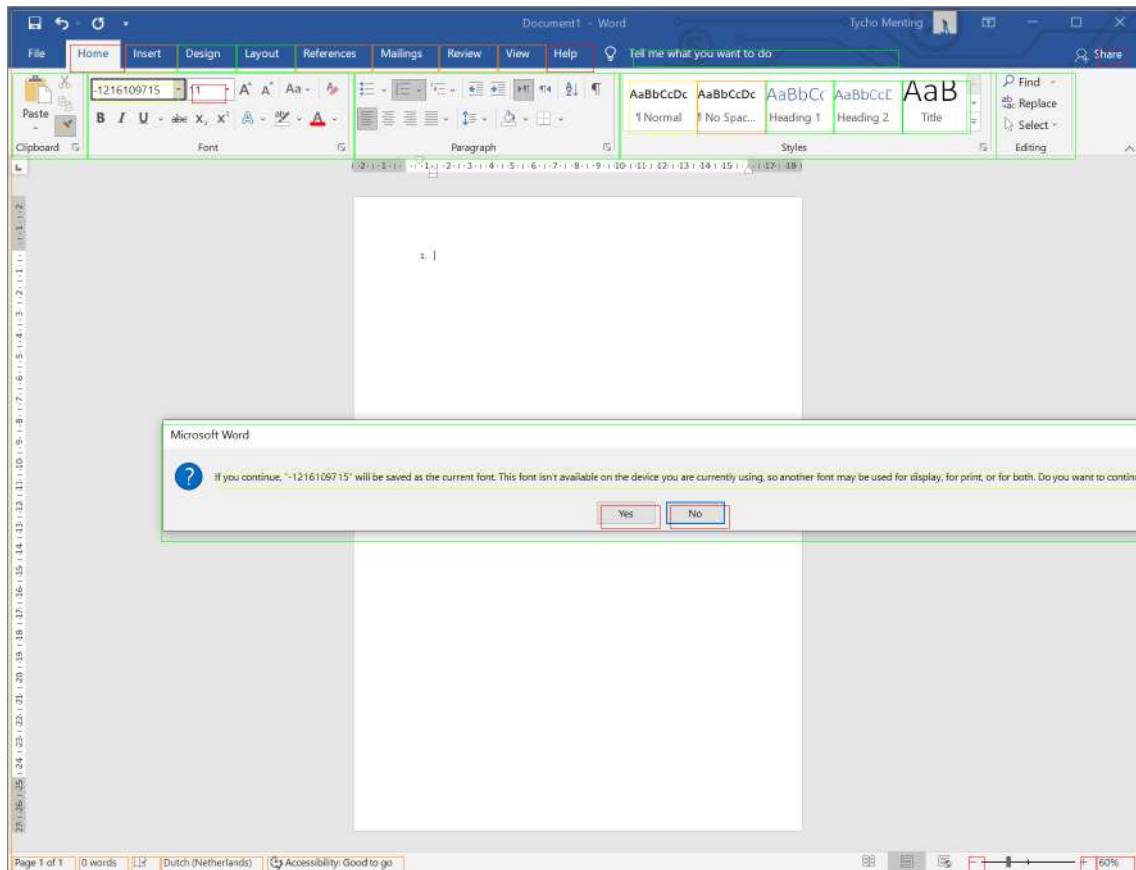 Document1 - Word
Tycho Menting
File Home Insert Design Layout References Mailings Review View Help Tell me what you want to do Share
-1216109715 11 A A Aa
Paste
B I U abc X₂ X² A A
AaBbCcDc AaBbCcDc AaBbCc AaBbCcE AaB
¶ Normal ¶ No Spac... Heading 1 Heading 2 Title
Find
Replace
Select
Clipboard Font Paragraph Styles Editing
1.
Microsoft Word
If you continue, "-1216109715" will be saved as the current font. This font isn't available on the device you are currently using, so another font may be used for display, for print, or for both. Do you want to contin
Yes No
Page 1 of 1 0 words Dutch (Netherlands) Accessibility: Good to go 60%